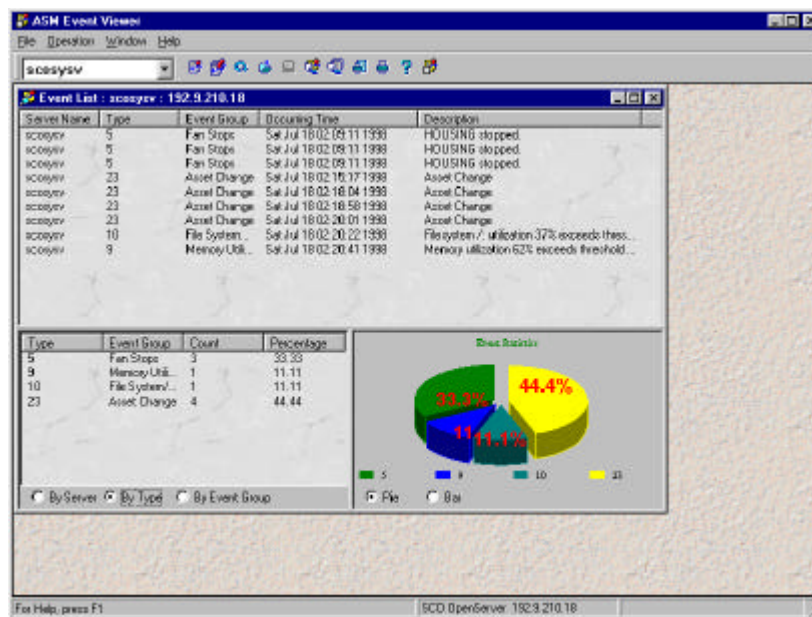 ASM Event Viewer
File Operation Window Help
scosysv
Event List : scosysv : 192.9.210.18
Server Name Type Event Group Occurring Time Description
scosysv 5 Fan Stops Sat Jul 18 02:09:11 1998 HOUSING stopped.
scosysv 5 Fan Stops Sat Jul 18 02:09:11 1998 HOUSING stopped.
scosysv 5 Fan Stops Sat Jul 18 02:09:11 1998 HOUSING stopped.
scosysv 23 Asset Change Sat Jul 18 02:15:17 1998 Asset Change
scosysv 23 Asset Change Sat Jul 18 02:18:04 1998 Asset Change
scosysv 23 Asset Change Sat Jul 18 02:18:58 1998 Asset Change
scosysv 23 Asset Change Sat Jul 18 02:20:01 1998 Asset Change
scosysv 10 File System... Sat Jul 18 02:20:22 1998 Filesystem /: utilization 37% exceeds thres...
scosysv 9 Memory Utili... Sat Jul 18 02:20:41 1998 Memory utilization 62% exceeds threshold...
Type Event Group Count Percentage
5 Fan Stops 3 33.33
9 Memory Utili... 1 11.11
10 File System/... 1 11.11
23 Asset Change 4 44.44
By Server By Type By Event Group
Event Statistics
44.4%
33.3%
11
11.1%
5 9 10 23
Pie Bar
For Help, press F1
SCO OpenServer 192.9.210.18